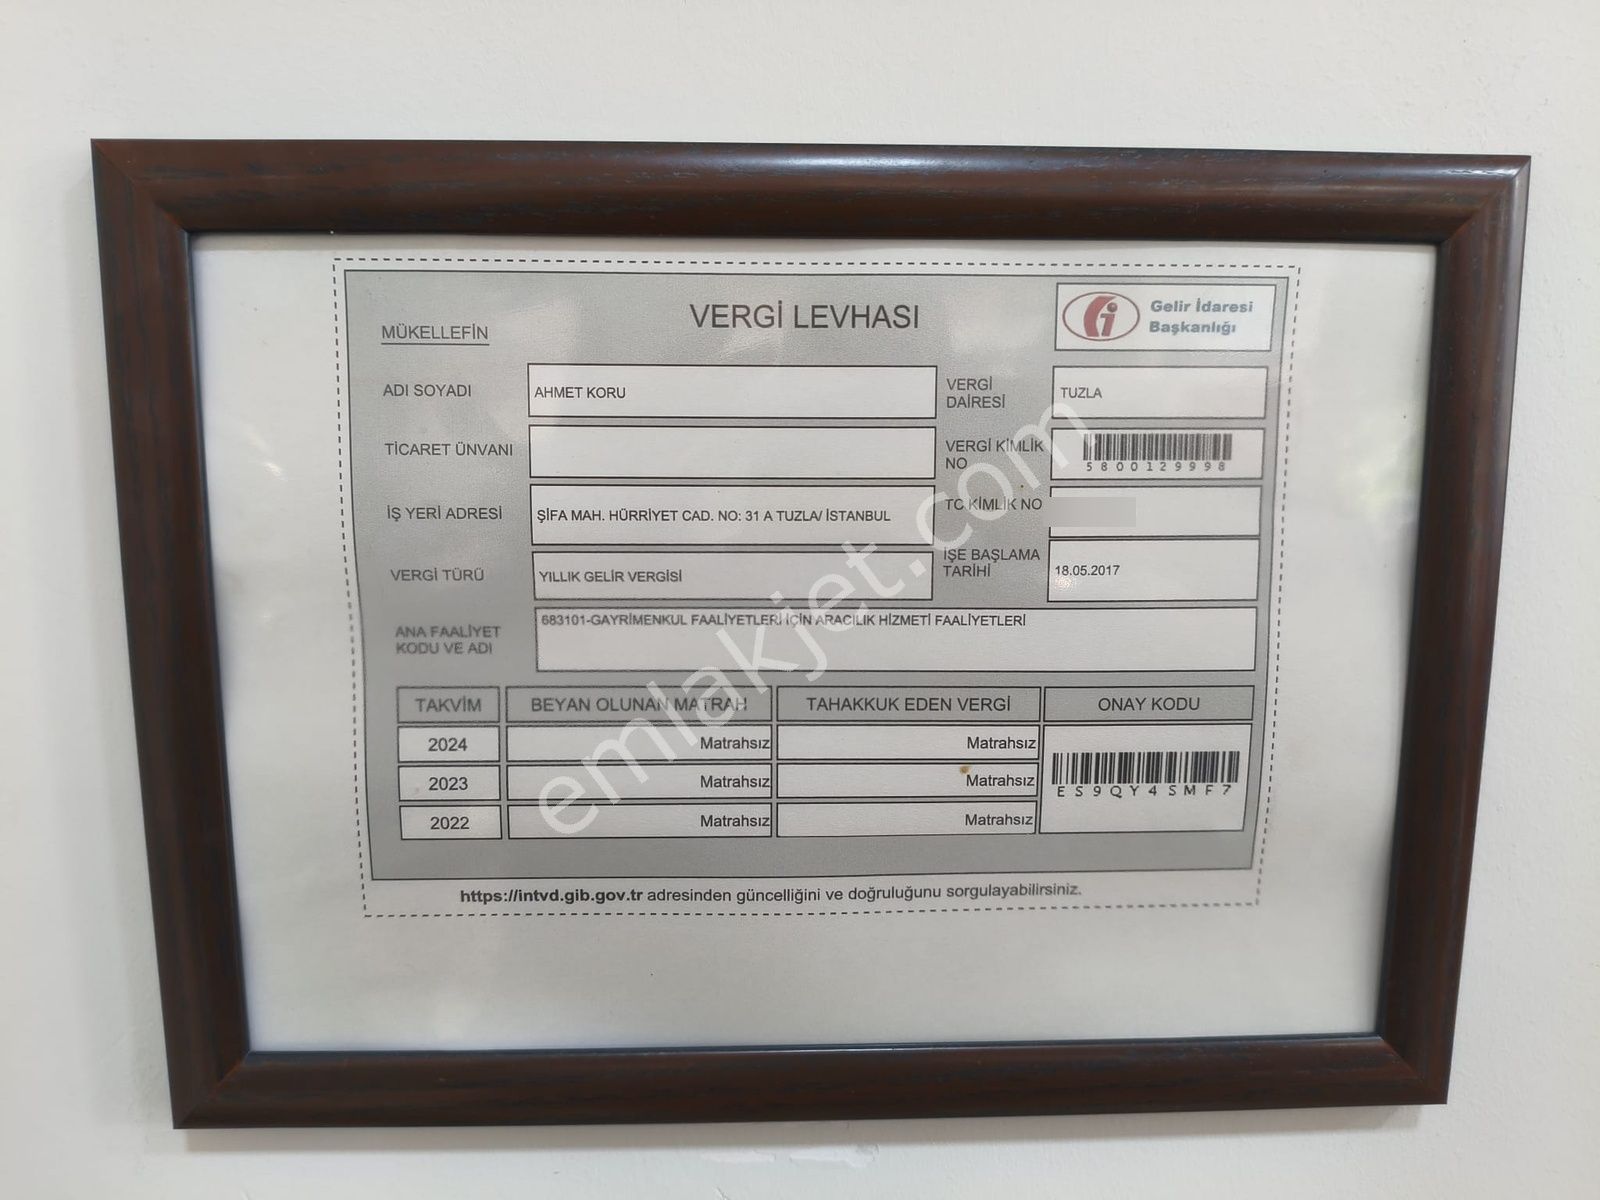 VERGİ LEVHASI
Gelir İdaresi
Başkanlığı
MÜKELLEFİN
ADI SOYADI
AHMET KORU
VERGİ
DAİRESİ
TUZLA
TİCARET ÜNVANI
VERGİ KİMLİK
NO
5800129998
İŞ YERİ ADRESİ
ŞİFA MAH. HÜRRİYET CAD. NO: 31 A TUZLA/ İSTANBUL
TC KİMLİK NO
VERGİ TÜRÜ
YILLIK GELİR VERGİSİ
İŞE BAŞLAMA
TARİHİ
18.05.2017
ANA FAALİYET
KODU VE ADI
683101-GAYRİMENKUL FAALİYETLERİ İÇİN ARACILIK HİZMETİ FAALİYETLERİ
TAKVİM BEYAN OLUNAN MATRAH TAHAKKUK EDEN VERGİ ONAY KODU
2024 Matrahsız Matrahsız
2023 Matrahsız Matrahsız
2022 Matrahsız Matrahsız
ES9QY4SMF7
https://intvd.gib.gov.tr adresinden güncelliğini ve doğruluğunu sorgulayabilirsiniz.
emlakjet.com